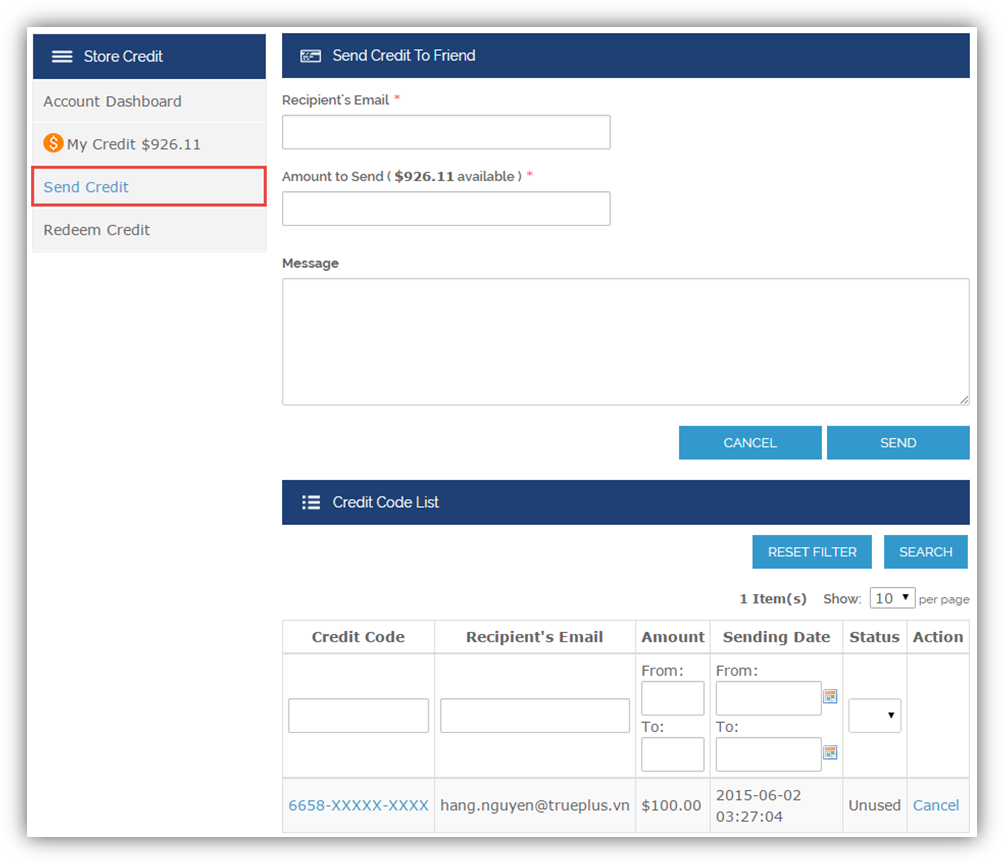 Store Credit
Account Dashboard
$ My Credit $926.11
Send Credit
Redeem Credit
Send Credit To Friend
Recipient's Email *
Amount to Send ( $926.11 available ) *
Message
CANCEL SEND
Credit Code List
RESET FILTER SEARCH
1 Item(s) Show: 10 per page
Credit Code Recipient's Email Amount Sending Date Status Action
From: From:
To: To:
6658-XXXXX-XXXX hang.nguyen@trueplus.vn $100.00 2015-06-02 Unused Cancel
03:27:04